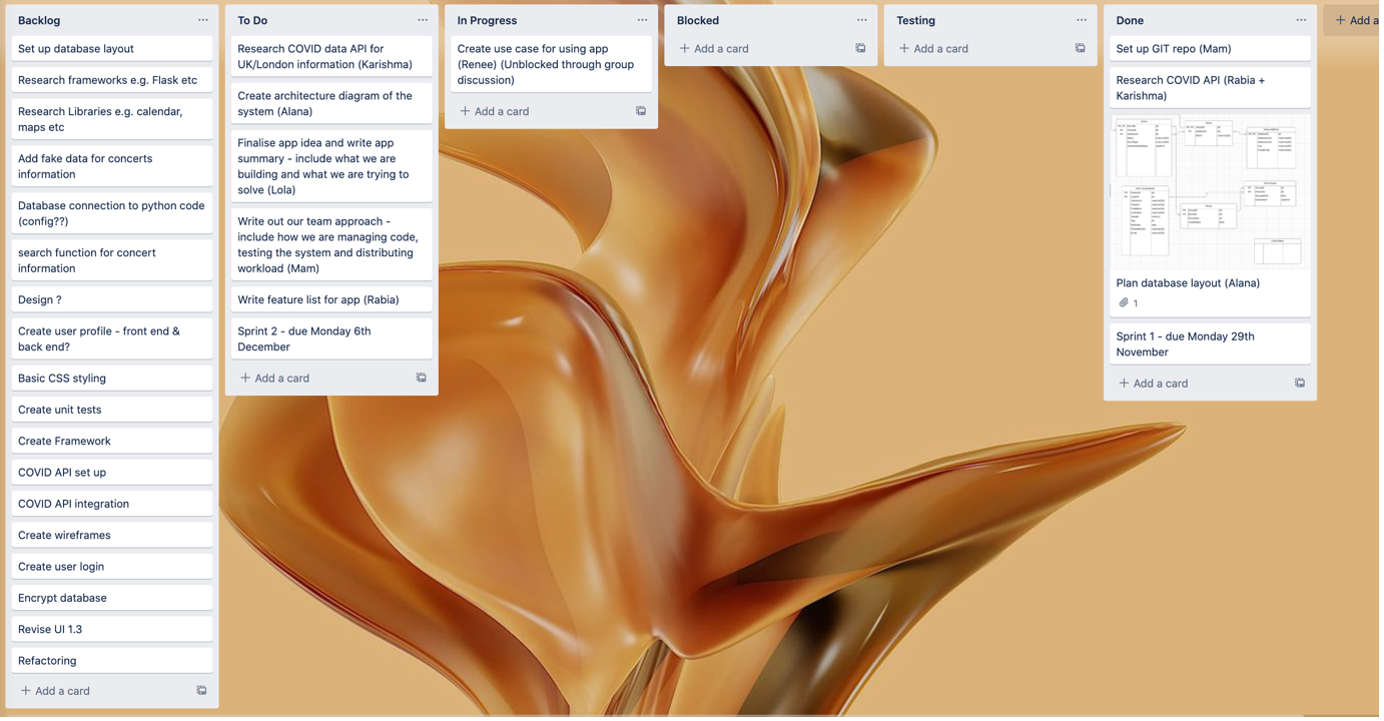 Backlog
Set up database layout
Research frameworks e.g. Flask etc
Research Libraries e.g. calendar,
maps etc
Add fake data for concerts
information
Database connection to python code
(config??)
search function for concert
information
Design ?
Create user profile - front end &
back end?
Basic CSS styling
Create unit tests
Create Framework
COVID API set up
COVID API integration
Create wireframes
Create user login
Encrypt database
Revise UI 1.3
Refactoring
+ Add a card
To Do
Research COVID data API for
UK/London information (Karishma)
Create architecture diagram of the
system (Alana)
Finalise app idea and write app
summary - include what we are
building and what we are trying to
solve (Lola)
Write out our team approach -
include how we are managing code,
testing the system and distributing
workload (Mam)
Write feature list for app (Rabia)
Sprint 2 - due Monday 6th
December
+ Add a card
In Progress
Create use case for using app
(Renee) (Unblocked through group
discussion)
+ Add a card
Blocked
+ Add a card
Testing
+ Add a card
Done
Set up GIT repo (Mam)
Research COVID API (Rabia +
Karishma)
Plan database layout (Alana)
1
Sprint 1 - due Monday 29th
November
+ Add a card
+ Add a